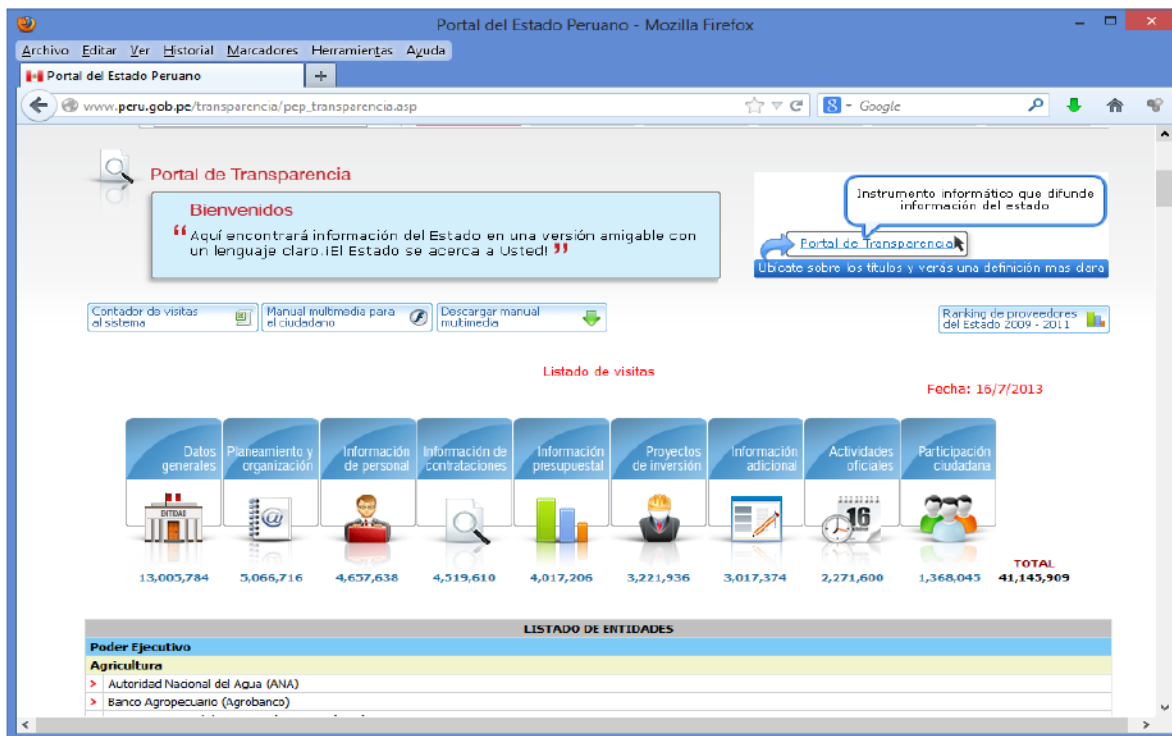 Portal del Estado Peruano - Mozilla Firefox
Archivo Editar Ver Historial Marcadores Herramientas Ayuda
Portal del Estado Peruano
www.peru.gob.pe/transparencia/pep_transparencia.asp
Google
Portal de Transparencia
Bienvenidos
"Aquí encontrará información del Estado en una versión amigable con
un lenguaje claro.¡El Estado se acerca a Usted! "
Instrumento informático que difunde
información del estado
Portal de Transparencia
Ubícate sobre los títulos y verás una definición mas clara
Contador de visitas
al sistema
Manual multimedia para
el ciudadano
Descargar manual
multimedia
Ranking de proveedores
del Estado 2009 - 2011
Listado de visitas
Fecha: 16/7/2013
Datos
generales
Planeamiento y
organización
Información
de personal
Información de
contrataciones
Información
presupuestal
Proyectos
de inversión
Información
adicional
Actividades
oficiales
Participación
ciudadana
ENTIDAD
@
16
TOTAL
13,005,784 5,066,716 4,657,638 4,519,610 4,017,206 3,221,936 3,017,374 2,271,600 1,368,045 41,145,909
LISTADO DE ENTIDADES
Poder Ejecutivo
Agricultura
> Autoridad Nacional del Agua (ANA)
> Banco Agropecuario (Agrobanco)